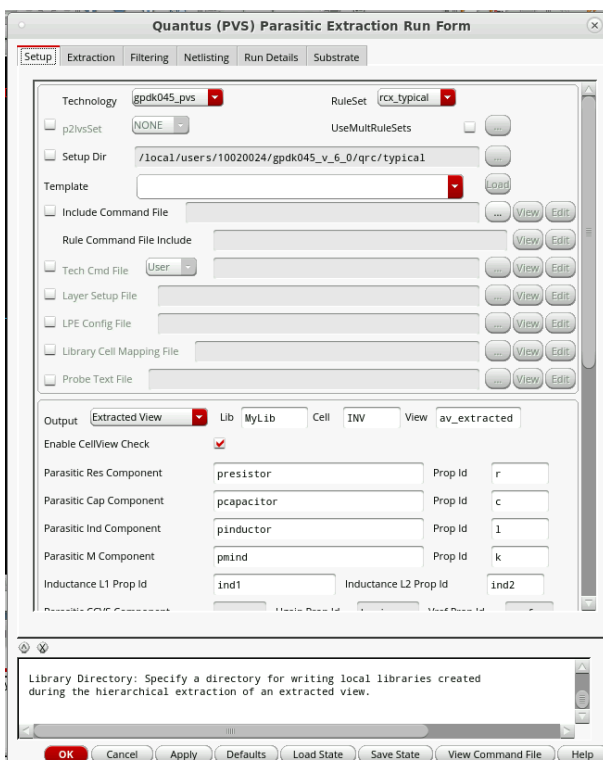 Quantus (PVS) Parasitic Extraction Run Form
Setup Extraction Filtering Netlisting Run Details Substrate
Technology gpdk045_pvs RuleSet rcx_typical
p2lvsSet NONE UseMultRuleSets ...
Setup Dir /local/users/10020024/gpdk045_v_6_0/qrc/typical ...
Template Load
Include Command File ... View Edit
Rule Command File Include View Edit
Tech Cmd File User ... View Edit
Layer Setup File ... View Edit
LPE Config File ... View Edit
Library Cell Mapping File ... View Edit
Probe Text File ... View Edit
Output Extracted View Lib MyLib Cell INV View av_extracted
Enable CellView Check
Parasitic Res Component presistor Prop Id r
Parasitic Cap Component pcapacitor Prop Id c
Parasitic Ind Component pinductor Prop Id l
Parasitic M Component pmind Prop Id k
Inductance L1 Prop Id ind1 Inductance L2 Prop Id ind2
Library Directory: Specify a directory for writing local libraries created
during the hierarchical extraction of an extracted view.
OK Cancel Apply Defaults Load State Save State View Command File Help